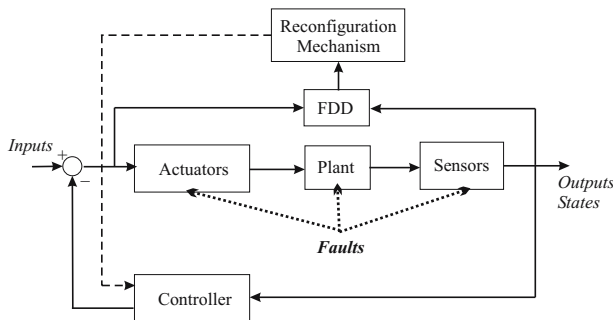 Reconfiguration
Mechanism
FDD
Inputs
+
−
Actuators
Plant
Sensors
Outputs
States
Faults
Controller